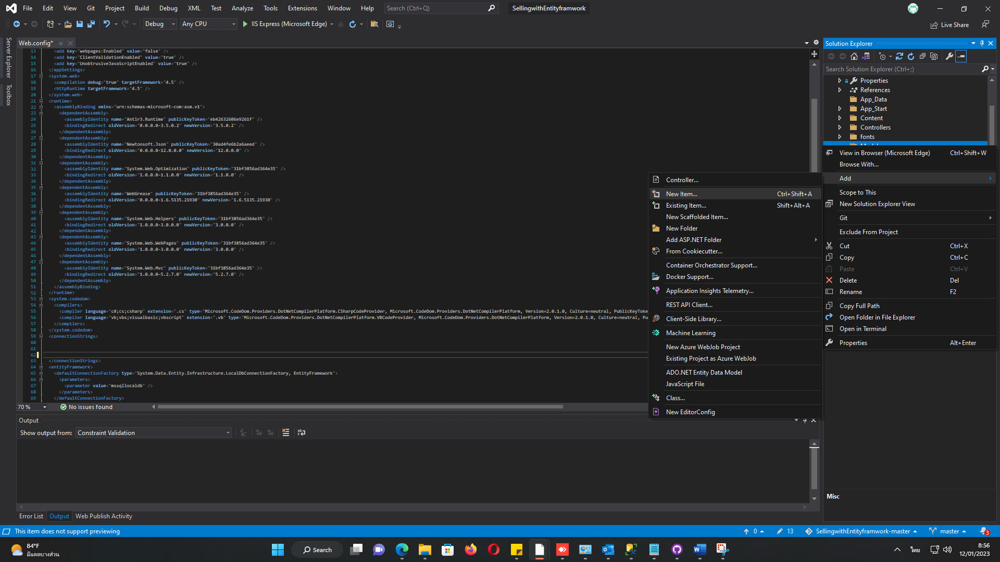 File Edit View Git Project Build Debug XML Test Analyze Tools Extensions Window Help Search (Ctrl+Q) SellingwithEntityframwork
Debug Any CPU IIS Express (Microsoft Edge) Live Share
Server Explorer
Toolbox
Web.config*
13 <add key="webpages:Enabled" value="false" />
14 <add key="ClientValidationEnabled" value="true" />
15 <add key="UnobtrusiveJavaScriptEnabled" value="true" />
16 </appSettings>
17 <system.web>
18 <compilation debug="true" targetFramework="4.5" />
19 <httpRuntime targetFramework="4.5" />
20 </system.web>
21 <runtime>
22 <assemblyBinding xmlns="urn:schemas-microsoft-com:asm.v1">
23 <dependentAssembly>
24 <assemblyIdentity name="Antlr3.Runtime" publicKeyToken="eb42632606e9261f" />
25 <bindingRedirect oldVersion="0.0.0.0-3.5.0.2" newVersion="3.5.0.2" />
26 </dependentAssembly>
27 <dependentAssembly>
28 <assemblyIdentity name="Newtonsoft.Json" publicKeyToken="30ad4fe6b2a6aeed" />
29 <bindingRedirect oldVersion="0.0.0.0-12.0.0.0" newVersion="12.0.0.0" />
30 </dependentAssembly>
31 <dependentAssembly>
32 <assemblyIdentity name="System.Web.Optimization" publicKeyToken="31bf3856ad364e35" />
33 <bindingRedirect oldVersion="1.0.0.0-1.1.0.0" newVersion="1.1.0.0" />
34 </dependentAssembly>
35 <dependentAssembly>
36 <assemblyIdentity name="WebGrease" publicKeyToken="31bf3856ad364e35" />
37 <bindingRedirect oldVersion="0.0.0.0-1.6.5135.21930" newVersion="1.6.5135.21930" />
38 </dependentAssembly>
39 <dependentAssembly>
40 <assemblyIdentity name="System.Web.Helpers" publicKeyToken="31bf3856ad364e35" />
41 <bindingRedirect oldVersion="1.0.0.0-3.0.0.0" newVersion="3.0.0.0" />
42 </dependentAssembly>
43 <dependentAssembly>
44 <assemblyIdentity name="System.Web.WebPages" publicKeyToken="31bf3856ad364e35" />
45 <bindingRedirect oldVersion="1.0.0.0-3.0.0.0" newVersion="3.0.0.0" />
46 </dependentAssembly>
47 <dependentAssembly>
48 <assemblyIdentity name="System.Web.Mvc" publicKeyToken="31bf3856ad364e35" />
49 <bindingRedirect oldVersion="1.0.0.0-5.2.7.0" newVersion="5.2.7.0" />
50 </dependentAssembly>
51 </assemblyBinding>
52 </runtime>
53 <system.codedom>
54 <compilers>
55 <compiler language="c#;cs;csharp" extension=".cs" type="Microsoft.CodeDom.Providers.DotNetCompilerPlatform.CSharpCodeProvider, Microsoft.CodeDom.Providers.DotNetCompilerPlatform, Version=2.0.1.0, Culture=neutral, PublicKeyToke
56 <compiler language="vb;vbs;visualbasic;vbscript" extension=".vb" type="Microsoft.CodeDom.Providers.DotNetCompilerPlatform.VBCodeProvider, Microsoft.CodeDom.Providers.DotNetCompilerPlatform, Version=2.0.1.0, Culture=neutral, Pu
57 </compilers>
58 </system.codedom>
59 <connectionStrings>
60
61
62
63 </connectionStrings>
64 <entityFramework>
65 <defaultConnectionFactory type="System.Data.Entity.Infrastructure.LocalDbConnectionFactory, EntityFramework">
66 <parameters>
67 <parameter value="mssqllocaldb" />
68 </parameters>
69 </defaultConnectionFactory>
70 % No issues found
Controller...
New Item... Ctrl+Shift+A
Existing Item... Shift+Alt+A
New Scaffolded Item...
New Folder
Add ASP.NET Folder
From Cookiecutter...
Container Orchestrator Support...
Docker Support...
Application Insights Telemetry...
REST API Client...
Client-Side Library...
Machine Learning
New Azure WebJob Project
Existing Project as Azure WebJob
ADO.NET Entity Data Model
JavaScript File
Class...
New EditorConfig
Solution Explorer
Search Solution Explorer (Ctrl+;)
Properties
References
App_Data
App_Start
Content
Controllers
fonts
View in Browser (Microsoft Edge) Ctrl+Shift+W
Browse With...
Add
Scope to This
New Solution Explorer View
Git
Exclude From Project
Cut Ctrl+X
Copy Ctrl+C
Paste Ctrl+V
Delete Del
Rename F2
Copy Full Path
Open Folder in File Explorer
Open in Terminal
Properties Alt+Enter
Misc
Output
Show output from: Constraint Validation
Error List Output Web Publish Activity
This item does not support previewing 0 13 SellingwithEntityframwork-master master 3
84°F
มีแดดบางส่วน
Search
ไทย
8:56
12/01/2023